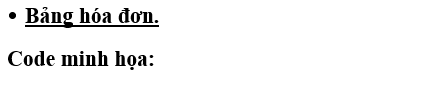 • Bảng hóa đơn.
Code minh họa: